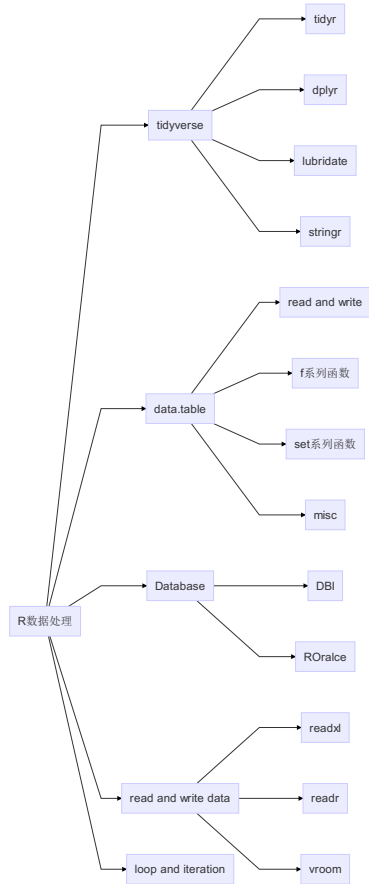 tidyr
dplyr
tidyverse
lubridate
stringr
read and write
f系列函数
data.table
set系列函数
misc
Database
DBI
R数据处理
ROralce
readxl
read and write data
readr
loop and iteration
vroom